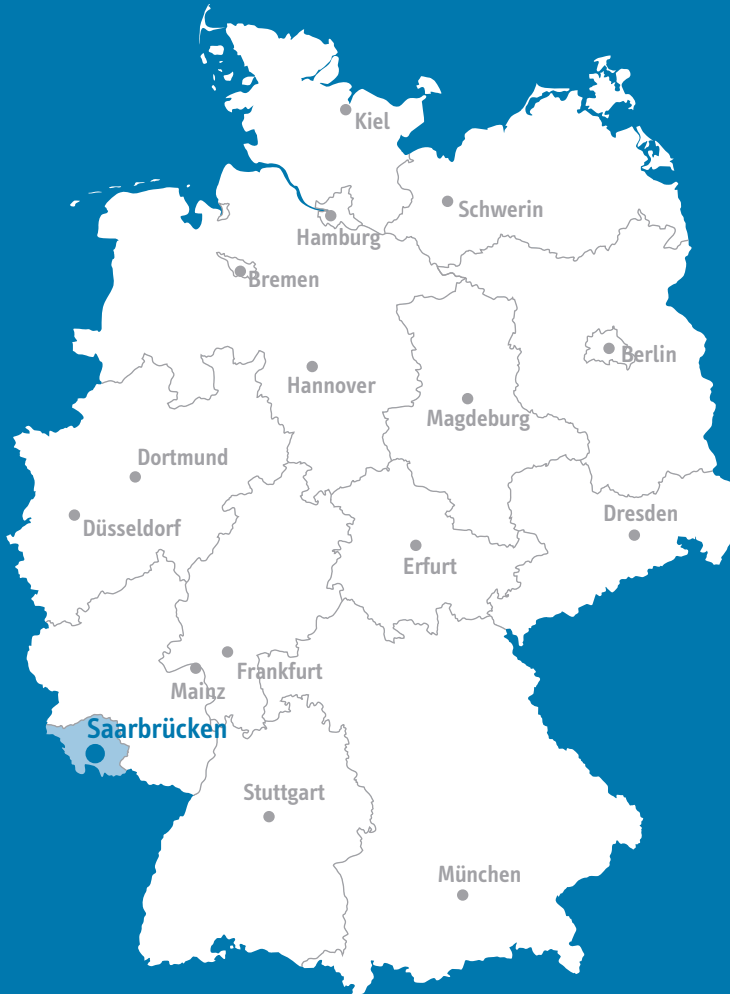 Kiel
Schwerin
Hamburg
Bremen
Berlin
Hannover
Magdeburg
Dortmund
Dresden
Düsseldorf
Erfurt
Frankfurt
Mainz
Saarbrücken
Stuttgart
München